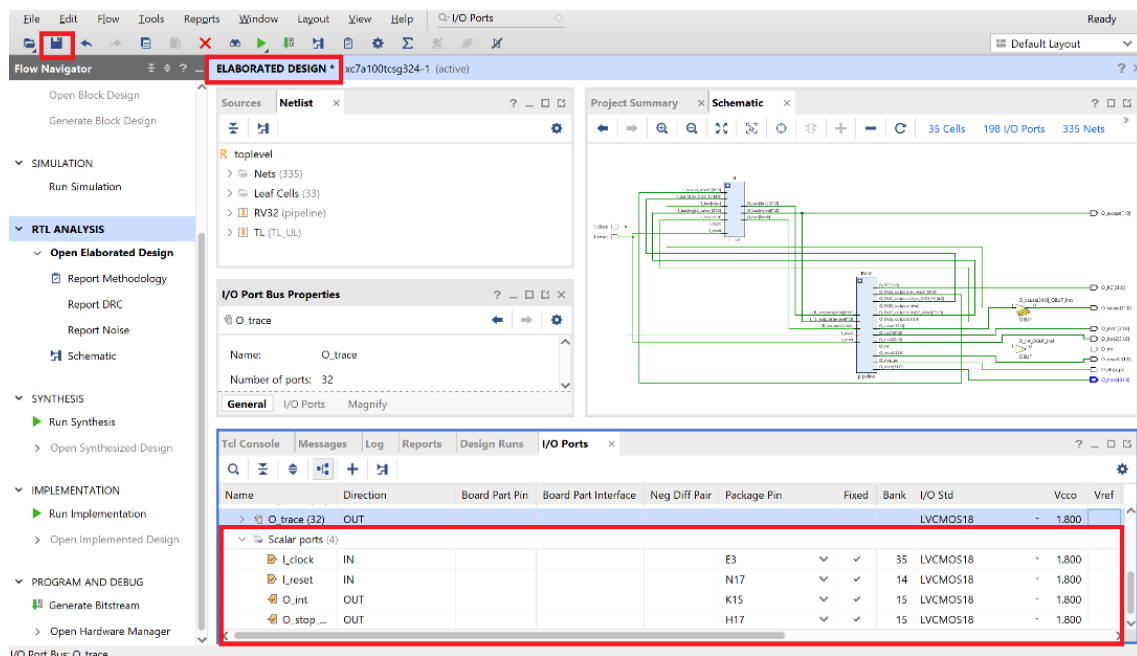 File Edit Flow Tools Reports Window Layout View Help Q- I/O Ports Ready
Default Layout
Flow Navigator ? ELABORATED DESIGN * xc7a100tcsg324-1 (active) ?
Open Block Design
Generate Block Design
SIMULATION
Run Simulation
RTL ANALYSIS
Open Elaborated Design
Report Methodology
Report DRC
Report Noise
Schematic
SYNTHESIS
Run Synthesis
Open Synthesized Design
IMPLEMENTATION
Run Implementation
Open Implemented Design
PROGRAM AND DEBUG
Generate Bitstream
Open Hardware Manager
Sources Netlist ?
R toplevel
Nets (335)
Leaf Cells (33)
RV32 (pipeline)
TL (TL_UL)
I/O Port Bus Properties ?
O_trace
Name: O_trace
Number of ports: 32
General I/O Ports Magnify
Project Summary Schematic ?
35 Cells 198 I/O Ports 335 Nets
O_PC[31:0]
pipeline
Tcl Console Messages Log Reports Design Runs I/O Ports ?
Name Direction Board Part Pin Board Part Interface Neg Diff Pair Package Pin Fixed Bank I/O Std Vcco Vref
O_trace (32) OUT LVCMOS18 1.800
Scalar ports (4)
I_clock IN E3 35 LVCMOS18 1.800
I_reset IN N17 14 LVCMOS18 1.800
O_int OUT K15 15 LVCMOS18 1.800
O_stop_... OUT H17 15 LVCMOS18 1.800
I/O Port Bus: O_trace